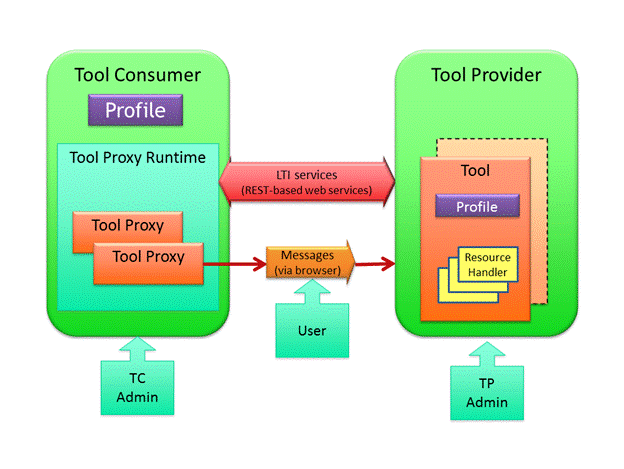 Tool Consumer
Profile
Tool Proxy Runtime
Tool Proxy
Tool Proxy
LTI services
(REST-based web services)
Messages
(via browser)
User
TC
Admin
Tool Provider
Tool
Profile
Resource
Handler
TP
Admin